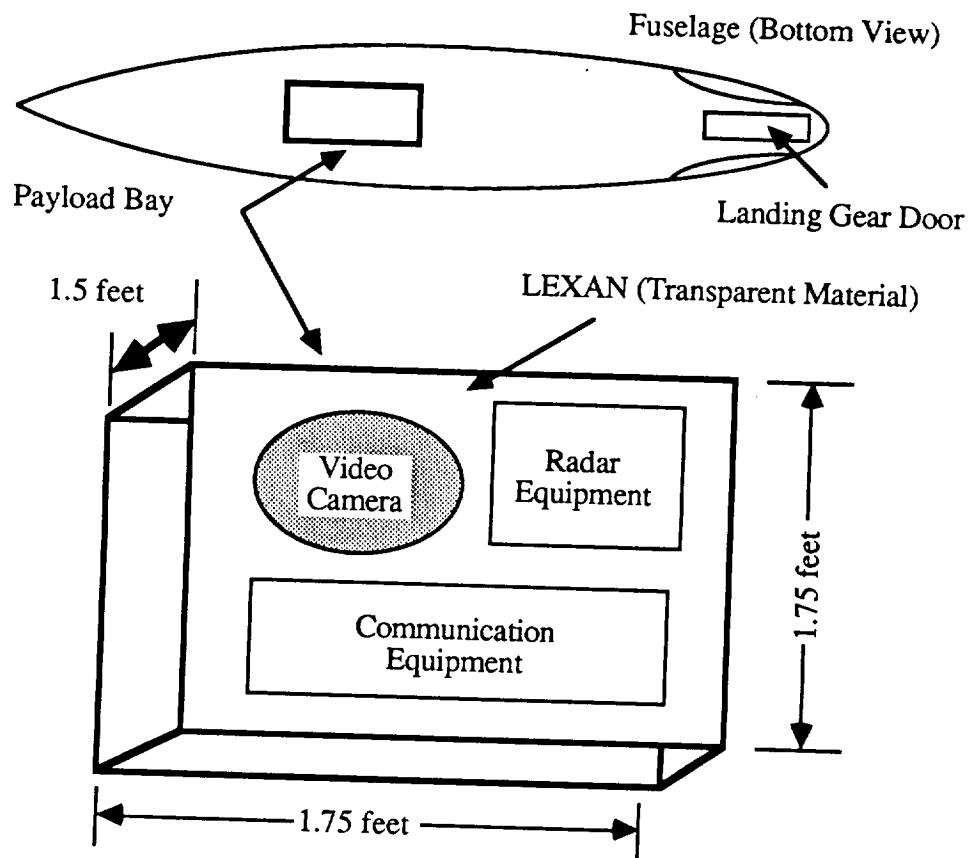 Fuselage (Bottom View)
Payload Bay
Landing Gear Door
1.5 feet
LEXAN (Transparent Material)
Video
Camera
Radar
Equipment
1.75 feet
Communication
Equipment
1.75 feet